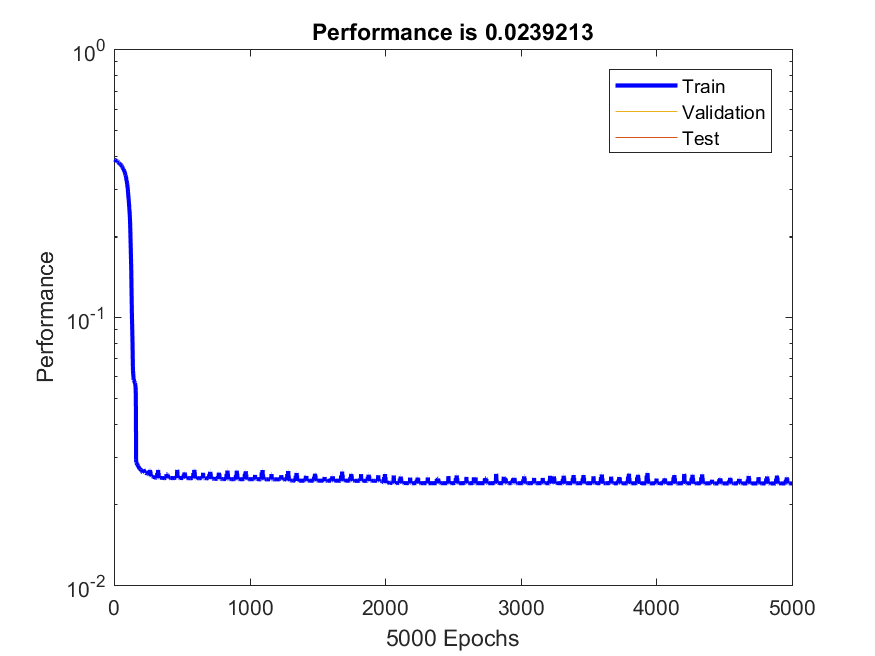 Performance is 0.0239213
Train
Validation
Test
Performance
10^0
10^-1
10^-2
0 1000 2000 3000 4000 5000
5000 Epochs